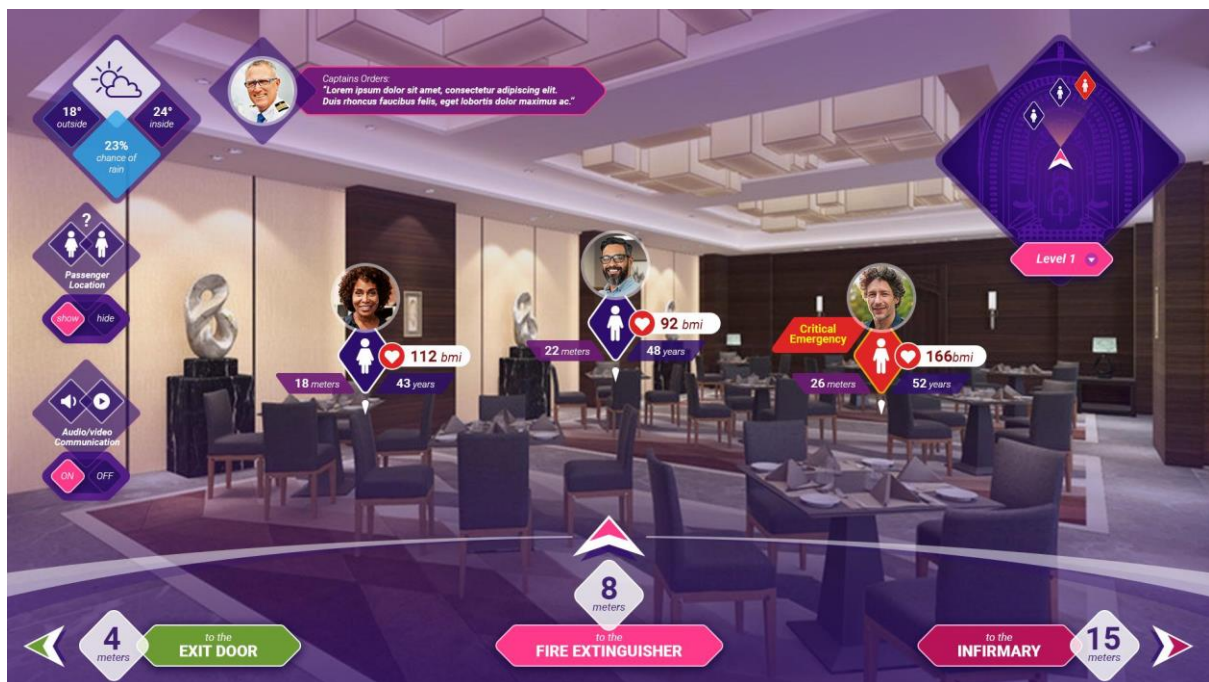 18°
outside
24°
inside
23%
chance of
rain
Captains Orders:
"Lorem ipsum dolor sit amet, consectetur adipiscing elit.
Duis rhoncus faucibus felis, eget lobortis dolor maximus ac."
Level 1
?
Passenger
Location
show
hide
Audio/video
Communication
ON
OFF
112 bmi
18 meters
43 years
92 bmi
22 meters
48 years
Critical
Emergency
166bmi
26 meters
52 years
4
meters
to the
EXIT DOOR
8
meters
to the
FIRE EXTINGUISHER
to the
INFIRMARY
15
meters